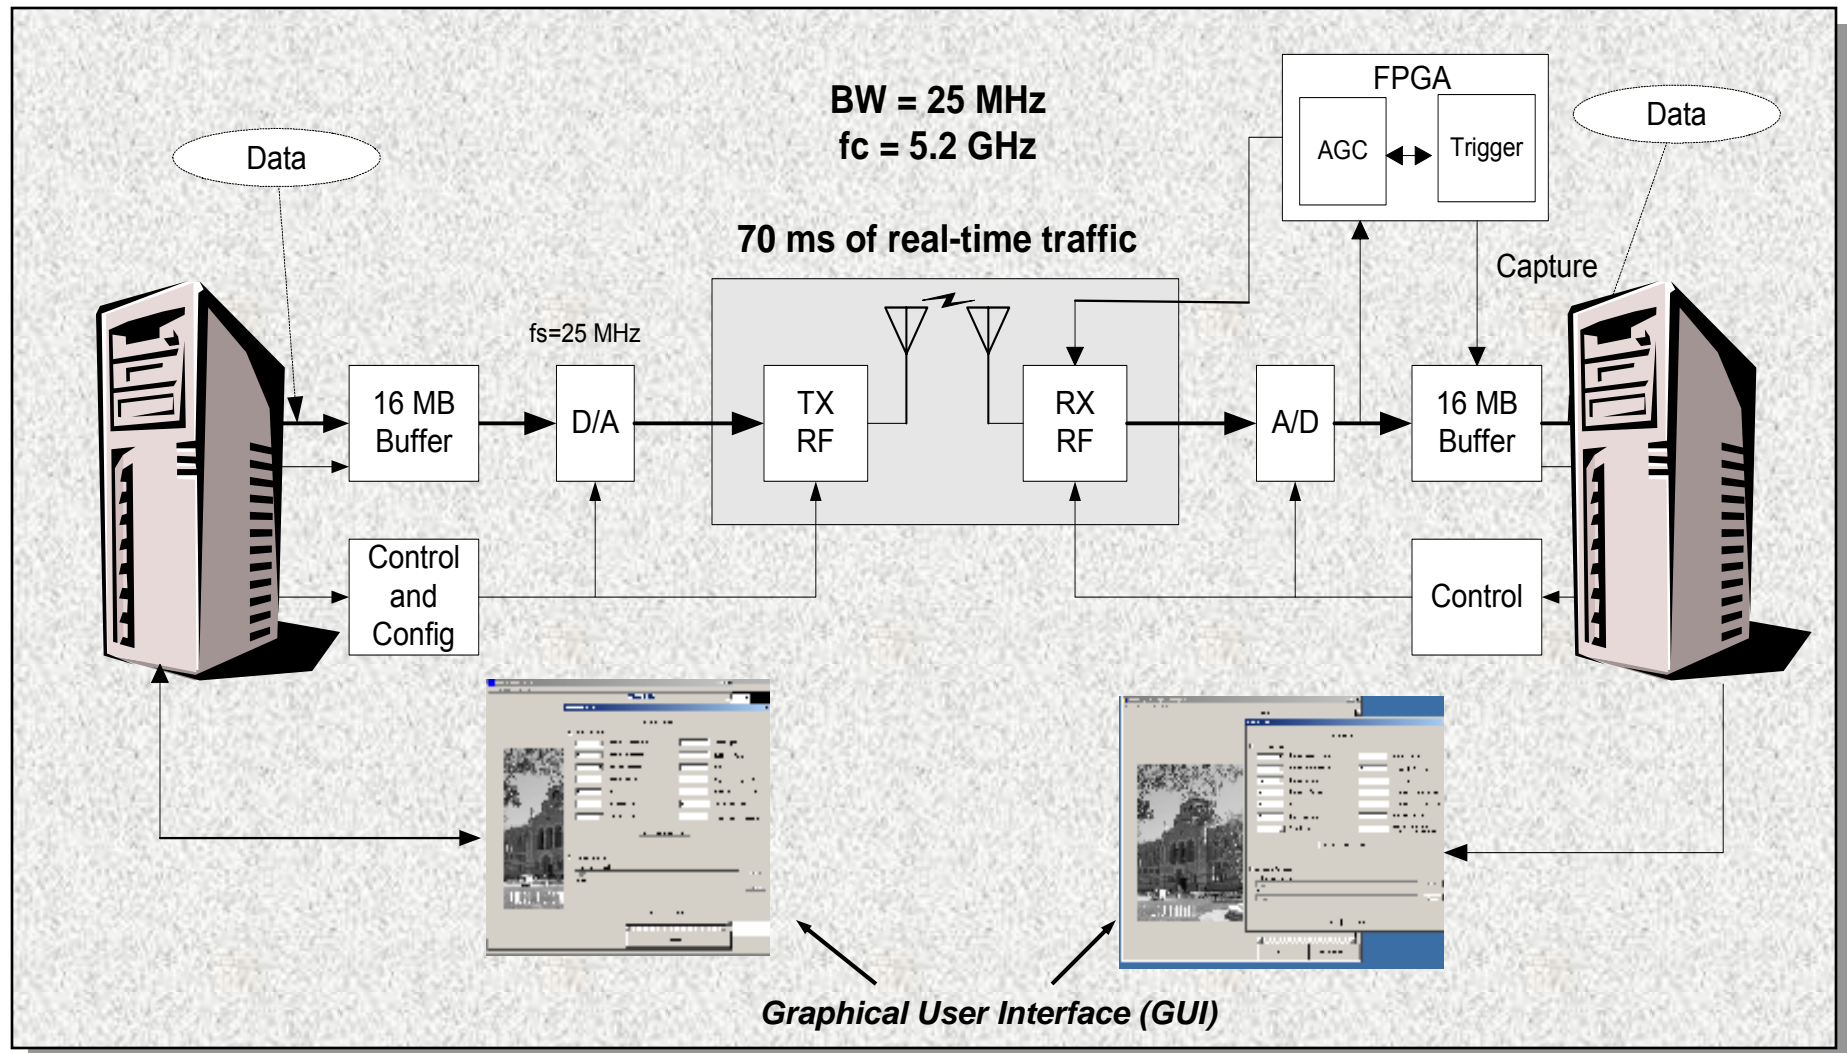 BW = 25 MHz
fc = 5.2 GHz
FPGA
AGC
Trigger
Data
Data
70 ms of real-time traffic
Capture
fs=25 MHz
16 MB
Buffer
D/A
TX
RF
RX
RF
A/D
16 MB
Buffer
Control
and
Config
Control
Graphical User Interface (GUI)